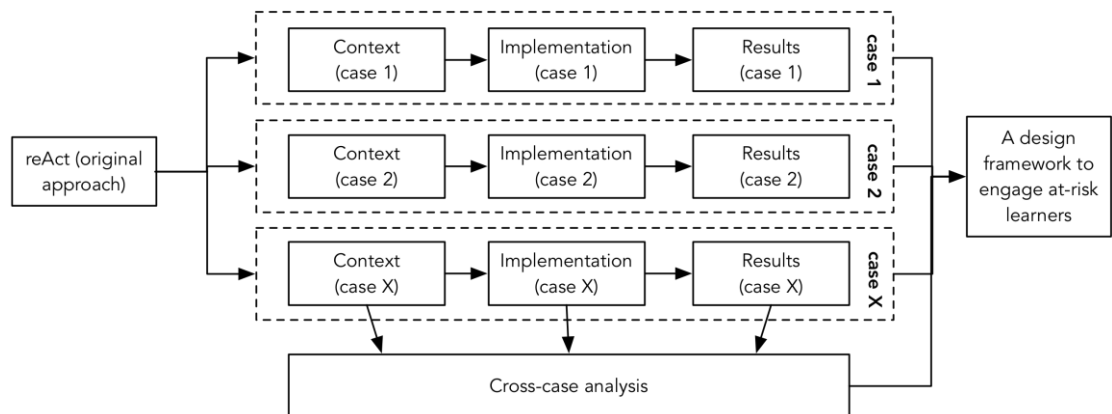 reAct (original
approach)
Context
(case 1)
Implementation
(case 1)
Results
(case 1)
case 1
Context
(case 2)
Implementation
(case 2)
Results
(case 2)
case 2
Context
(case X)
Implementation
(case X)
Results
(case X)
case X
Cross-case analysis
A design
framework to
engage at-risk
learners